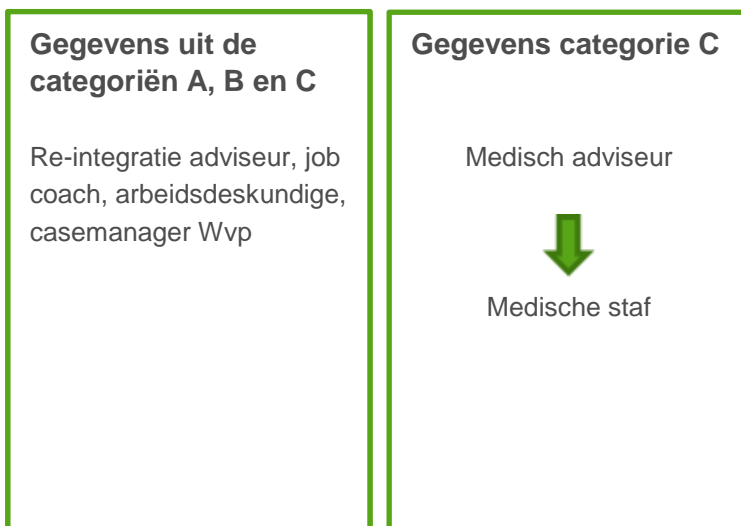 Gegevens uit de
categoriën A, B en C
Re-integratie adviseur, job
coach, arbeidsdeskundige,
casemanager Wvp
Gegevens categorie C
Medisch adviseur
Medische staf